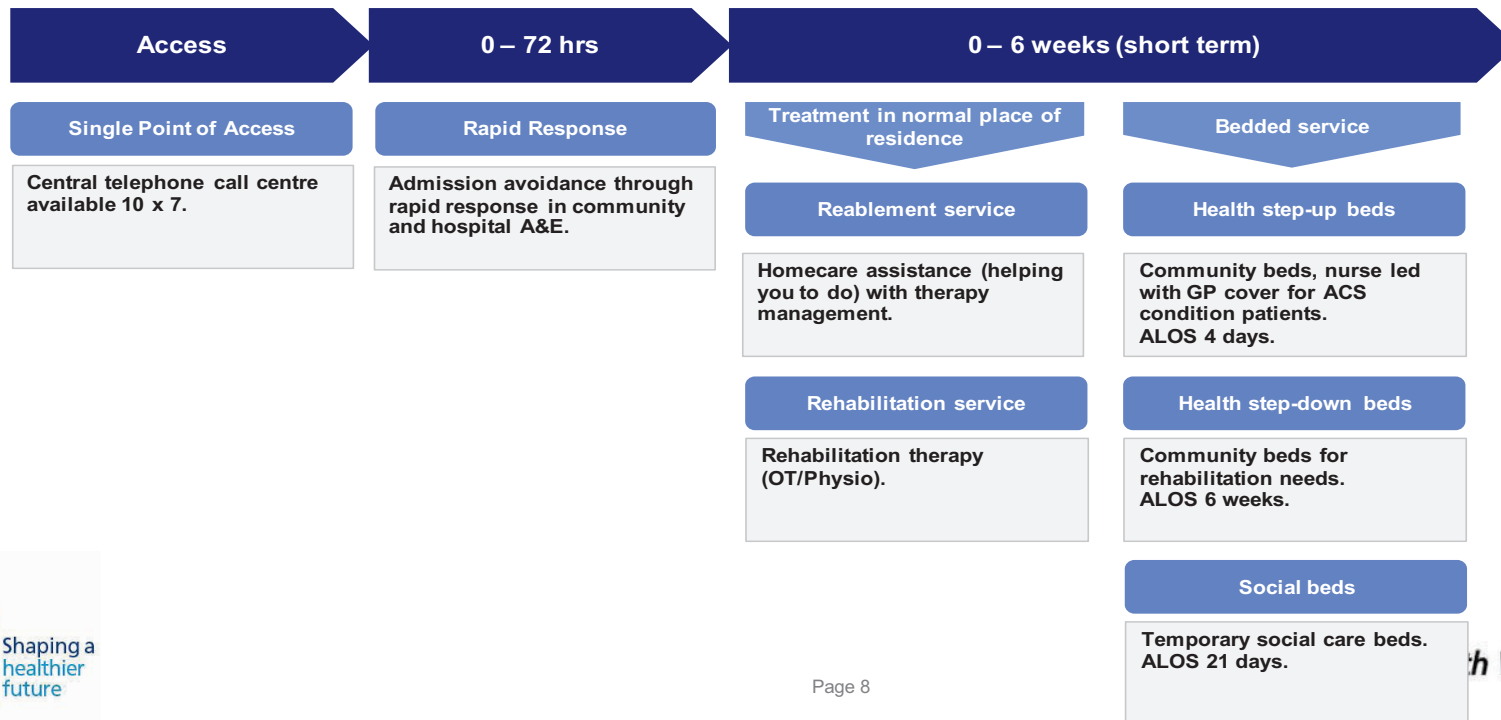 Access
0 – 72 hrs
0 – 6 weeks (short term)
Single Point of Access
Central telephone call centre
available 10 x 7.
Rapid Response
Admission avoidance through
rapid response in community
and hospital A&E.
Treatment in normal place of
residence
Reablement service
Homecare assistance (helping
you to do) with therapy
management.
Rehabilitation service
Rehabilitation therapy
(OT/Physio).
Bedded service
Health step-up beds
Community beds, nurse led
with GP cover for ACS
condition patients.
ALOS 4 days.
Health step-down beds
Community beds for
rehabilitation needs.
ALOS 6 weeks.
Social beds
Temporary social care beds.
ALOS 21 days.
Shaping a
healthier
future
Page 8